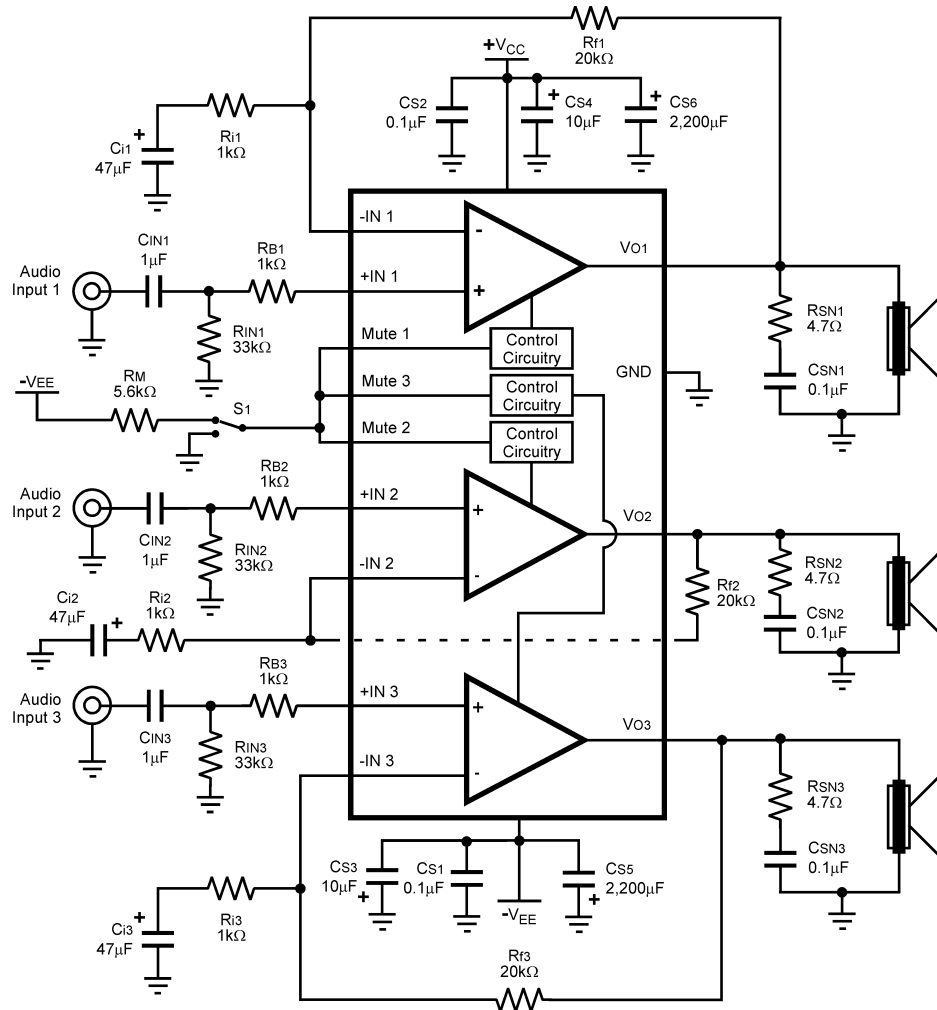 Rf1
20kΩ
+VCC
CS2
0.1µF
CS4
10µF
CS6
2,200µF
+
+
Ri1
1kΩ
+
Ci1
47µF
-IN 1
-
VO1
CIN1
1µF
RB1
1kΩ
Audio
Input 1
+IN 1
+
RIN1
33kΩ
RSN1
4.7Ω
CSN1
0.1µF
Mute 1
Control
Circuitry
GND
-VEE
RM
5.6kΩ
S1
Mute 3
Control
Circuitry
Mute 2
Control
Circuitry
RB2
1kΩ
Audio
Input 2
+IN 2
+
VO2
CIN2
1µF
RIN2
33kΩ
-IN 2
-
RSN2
4.7Ω
Rf2
20kΩ
CSN2
0.1µF
Ci2
47µF
+
Ri2
1kΩ
RB3
1kΩ
Audio
Input 3
+IN 3
+
VO3
CIN3
1µF
RIN3
33kΩ
-IN 3
-
RSN3
4.7Ω
CSN3
0.1µF
CS3
10µF
+
CS1
0.1µF
CS5
2,200µF
+
-VEE
Ri3
1kΩ
+
Ci3
47µF
Rf3
20kΩ